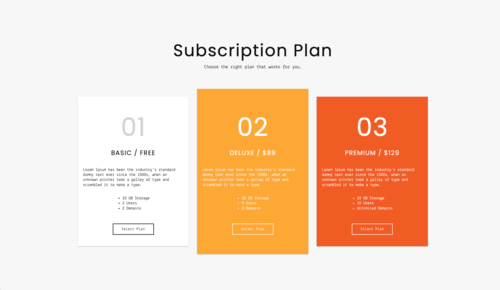 Subscription Plan
Choose the right plan that works for you.
01
BASIC / FREE
Lorem Ipsum has been the industry's standard
dummy text ever since the 1500s, when an
unknown printer took a galley of type and
scrambled it to make a type.
10 GB Storage
2 Users
2 Domains
Select Plan
02
DELUXE / $89
Lorem Ipsum has been the industry's standard
dummy text ever since the 1500s, when an
unknown printer took a galley of type and
scrambled it to make a type.
GB Storage
Users
Domains
Select Plan
03
PREMIUM / $129
Lorem Ipsum has been the industry's standard
dummy text ever since the 1500s, when an
unknown printer took a galley of type and
scrambled it to make a type.
GB Storage
Users
Unlimited Domains
Select Plan